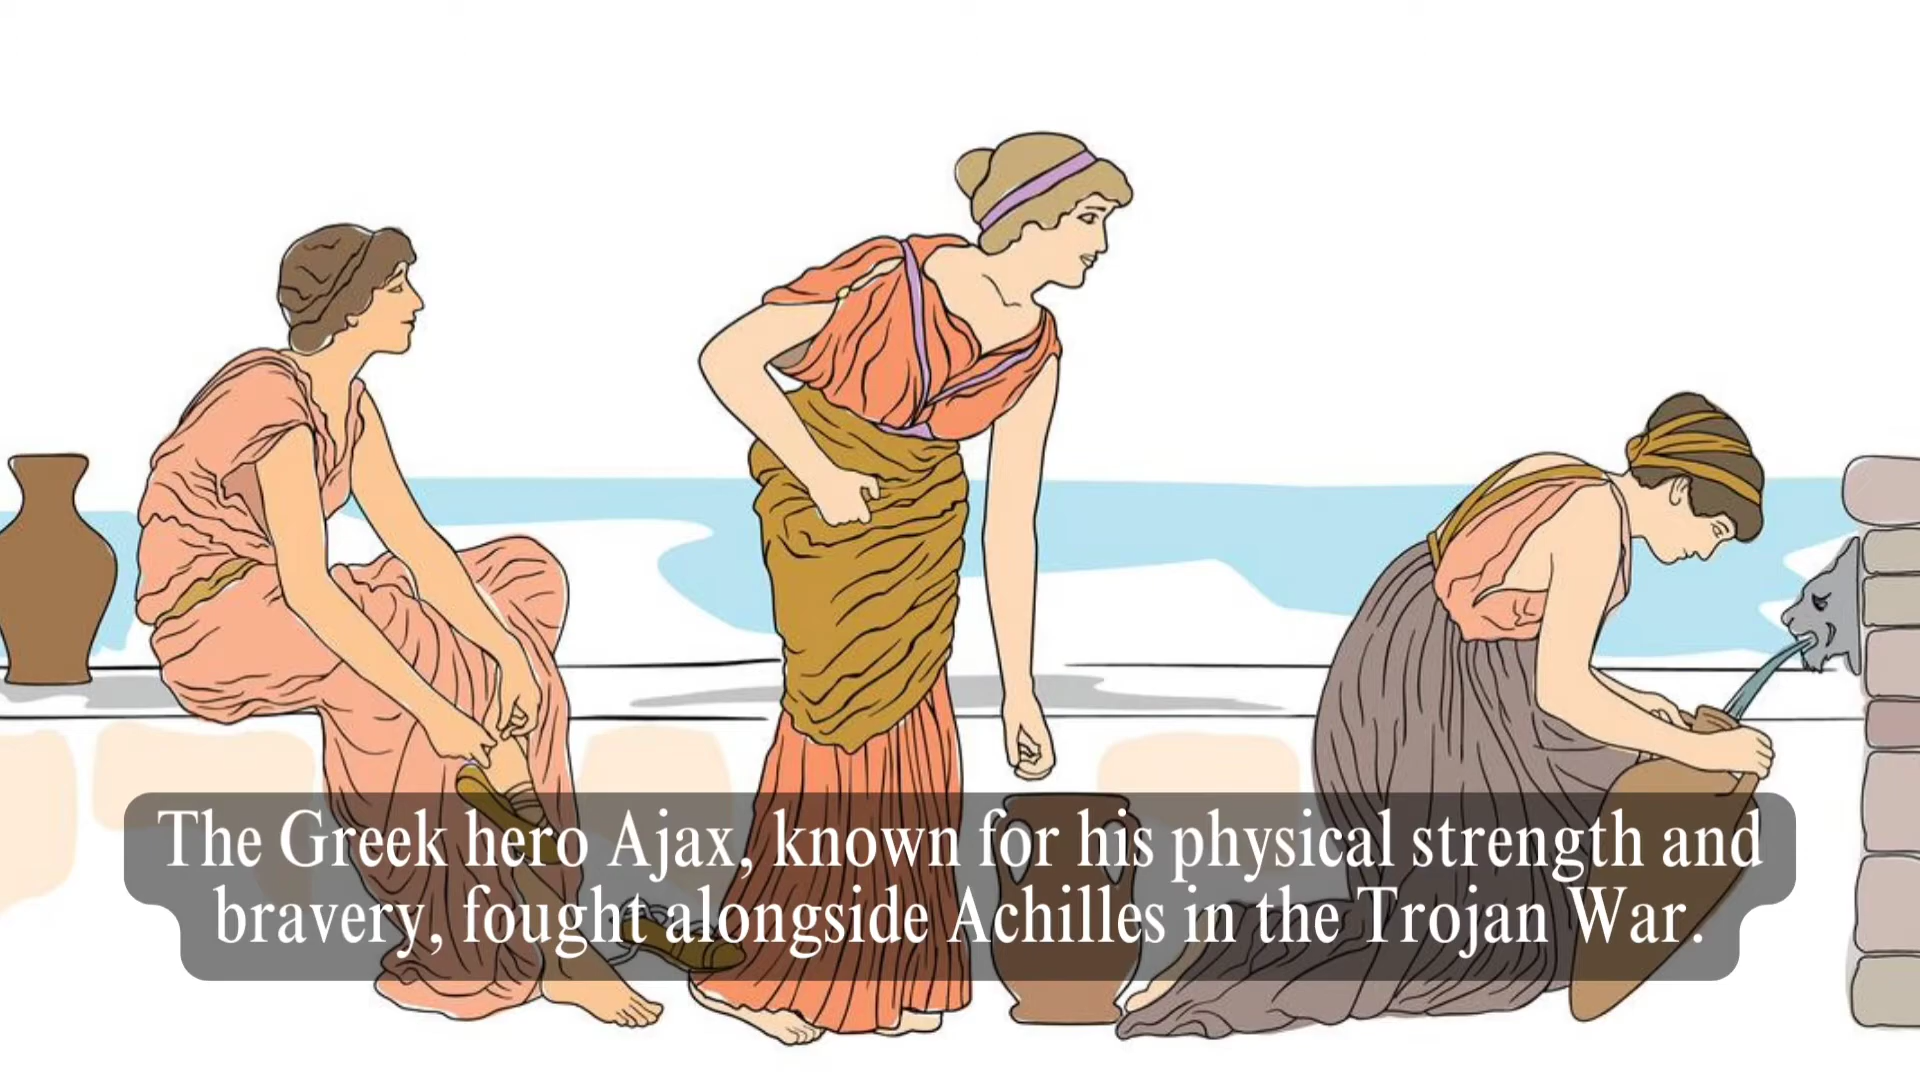 The Greek hero Ajax, known for his physical strength and
bravery, fought alongside Achilles in the Trojan War.